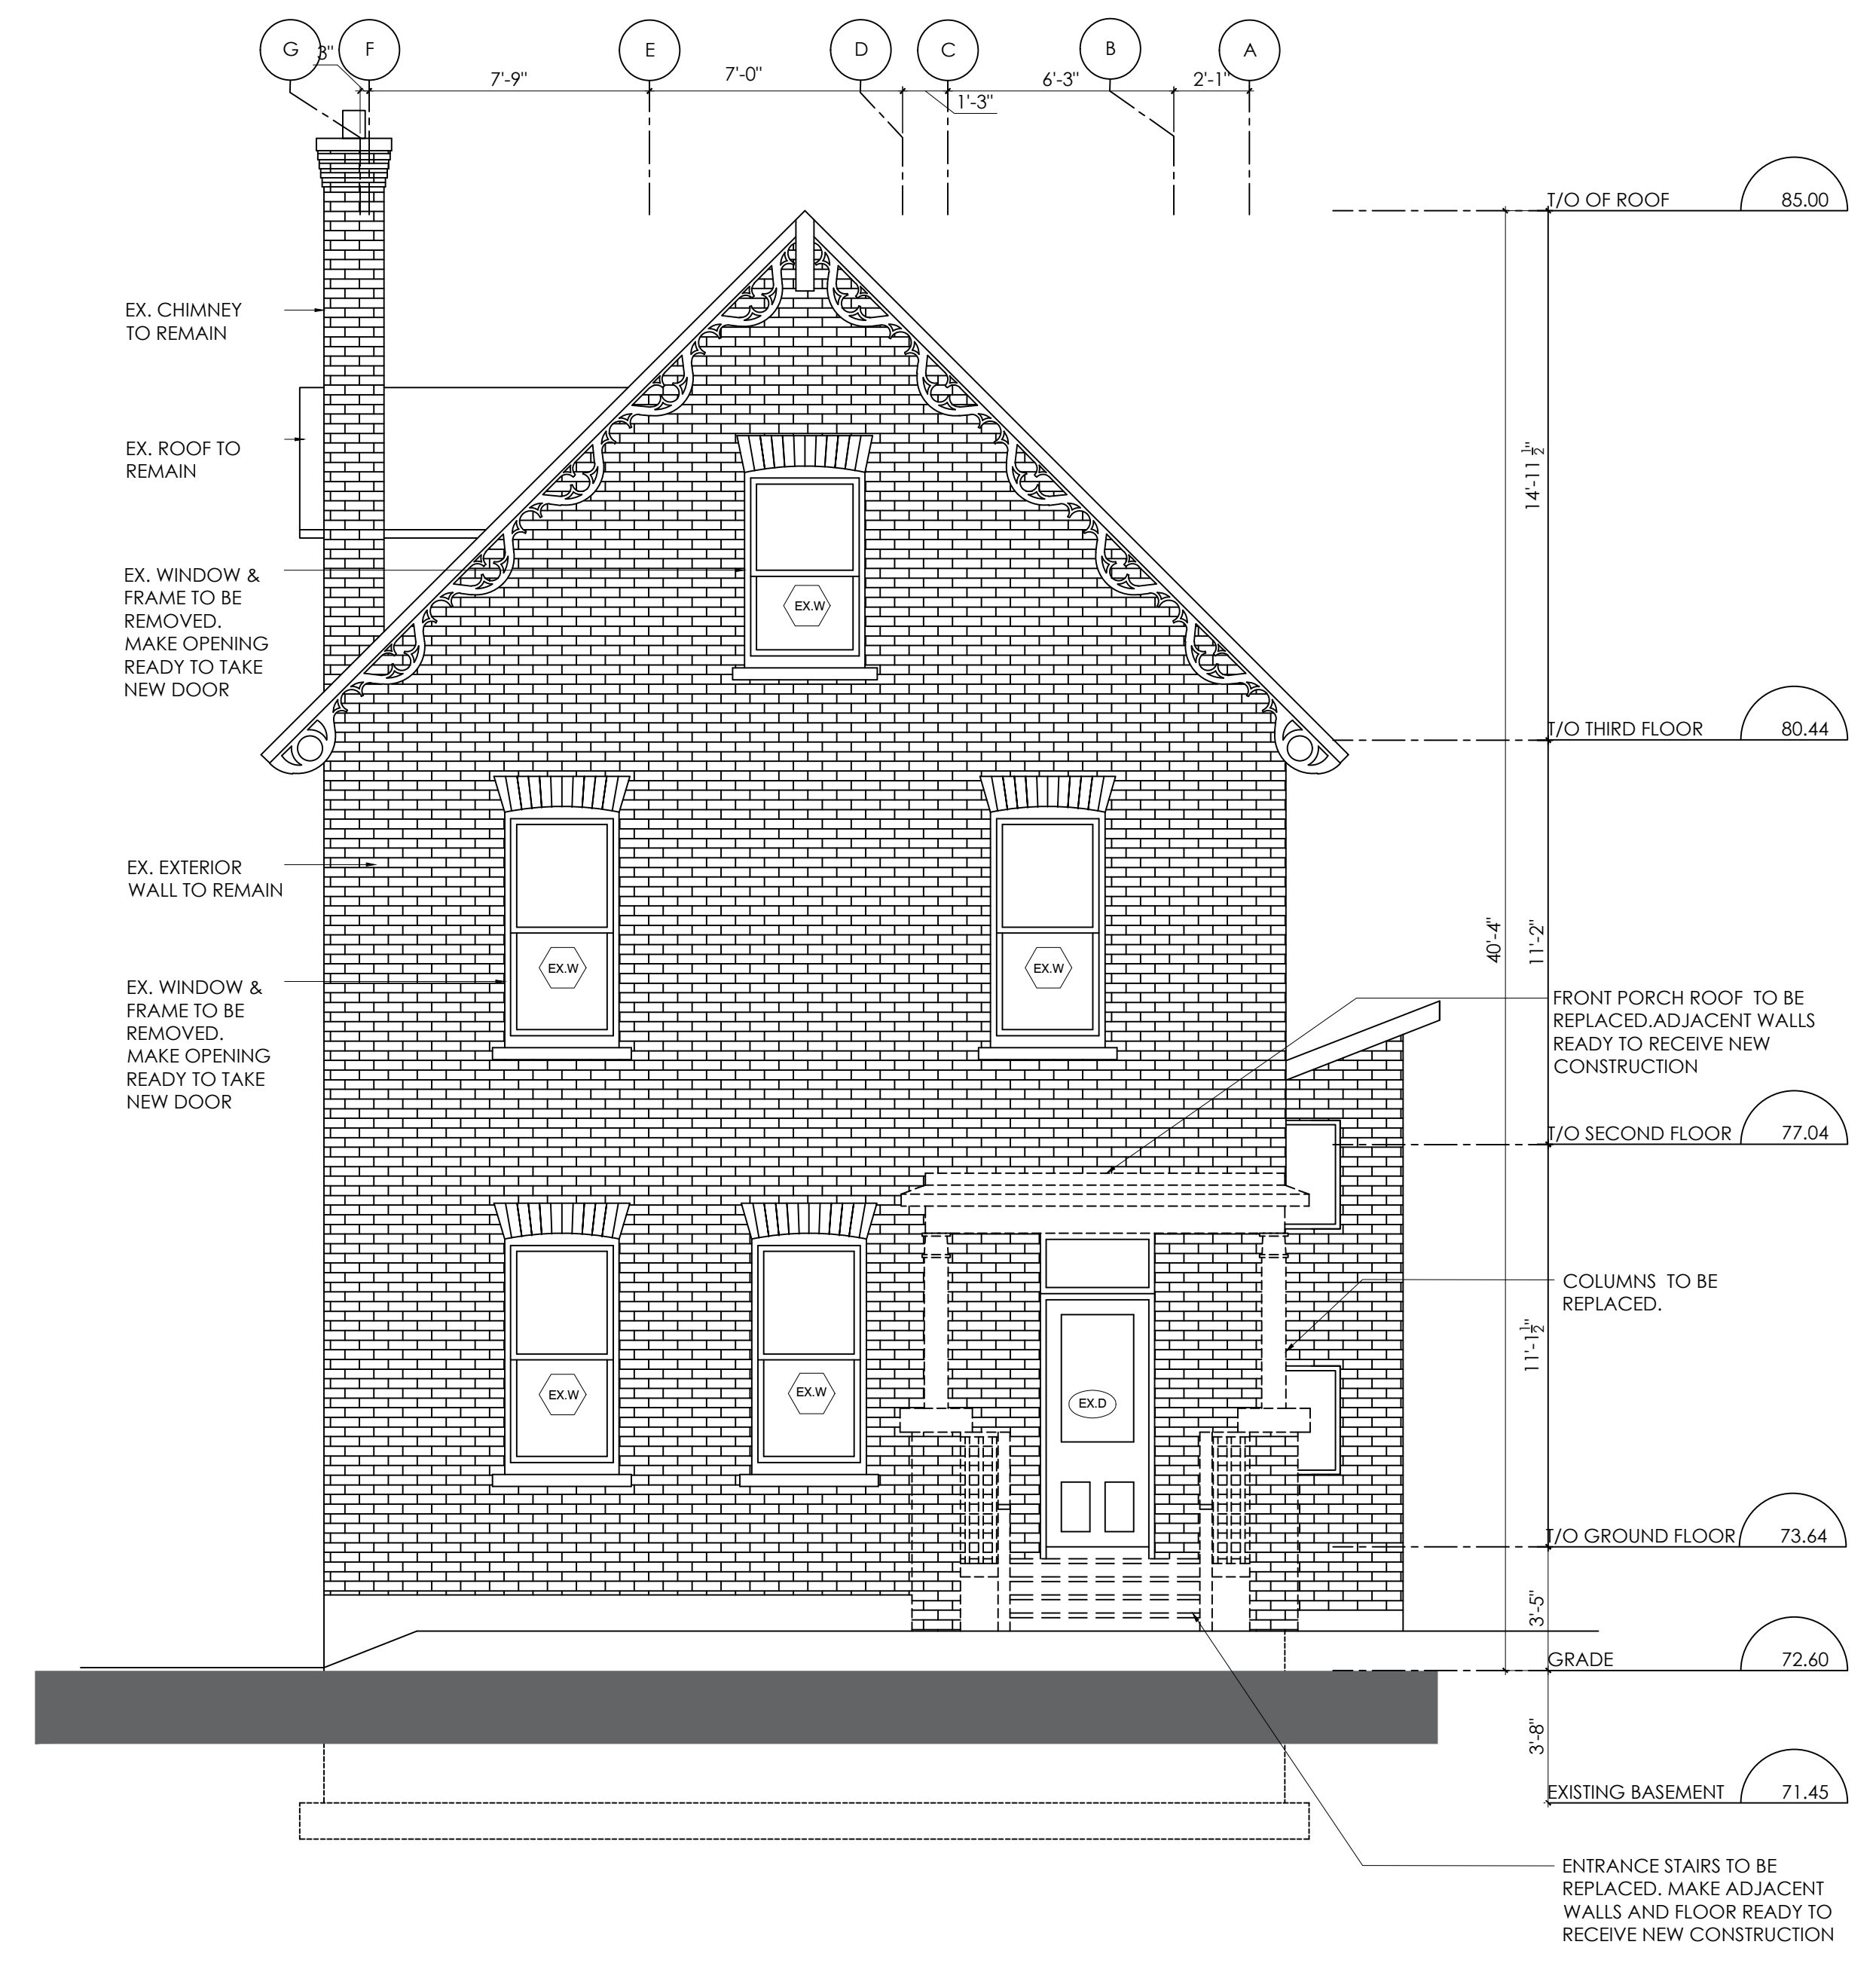 G
F
E
D
C
B
A
3"
7'-9"
7'-0"
1'-3"
6'-3"
2'-1"
T/O OF ROOF 85.00
EX. CHIMNEY
TO REMAIN
EX. ROOF TO
REMAIN
14'-11 1/2"
EX. WINDOW &
FRAME TO BE
REMOVED.
MAKE OPENING
READY TO TAKE
NEW DOOR
EX.W
T/O THIRD FLOOR 80.44
EX. EXTERIOR
WALL TO REMAIN
40'-4"
11'-2"
EX.W
EX.W
EX. WINDOW &
FRAME TO BE
REMOVED.
MAKE OPENING
READY TO TAKE
NEW DOOR
FRONT PORCH ROOF TO BE
REPLACED.ADJACENT WALLS
READY TO RECEIVE NEW
CONSTRUCTION
T/O SECOND FLOOR 77.04
COLUMNS TO BE
REPLACED.
11'-1 1/2"
EX.W
EX.W
EX.D
T/O GROUND FLOOR 73.64
3'-5"
GRADE 72.60
3'-8"
EXISTING BASEMENT 71.45
ENTRANCE STAIRS TO BE
REPLACED. MAKE ADJACENT
WALLS AND FLOOR READY TO
RECEIVE NEW CONSTRUCTION